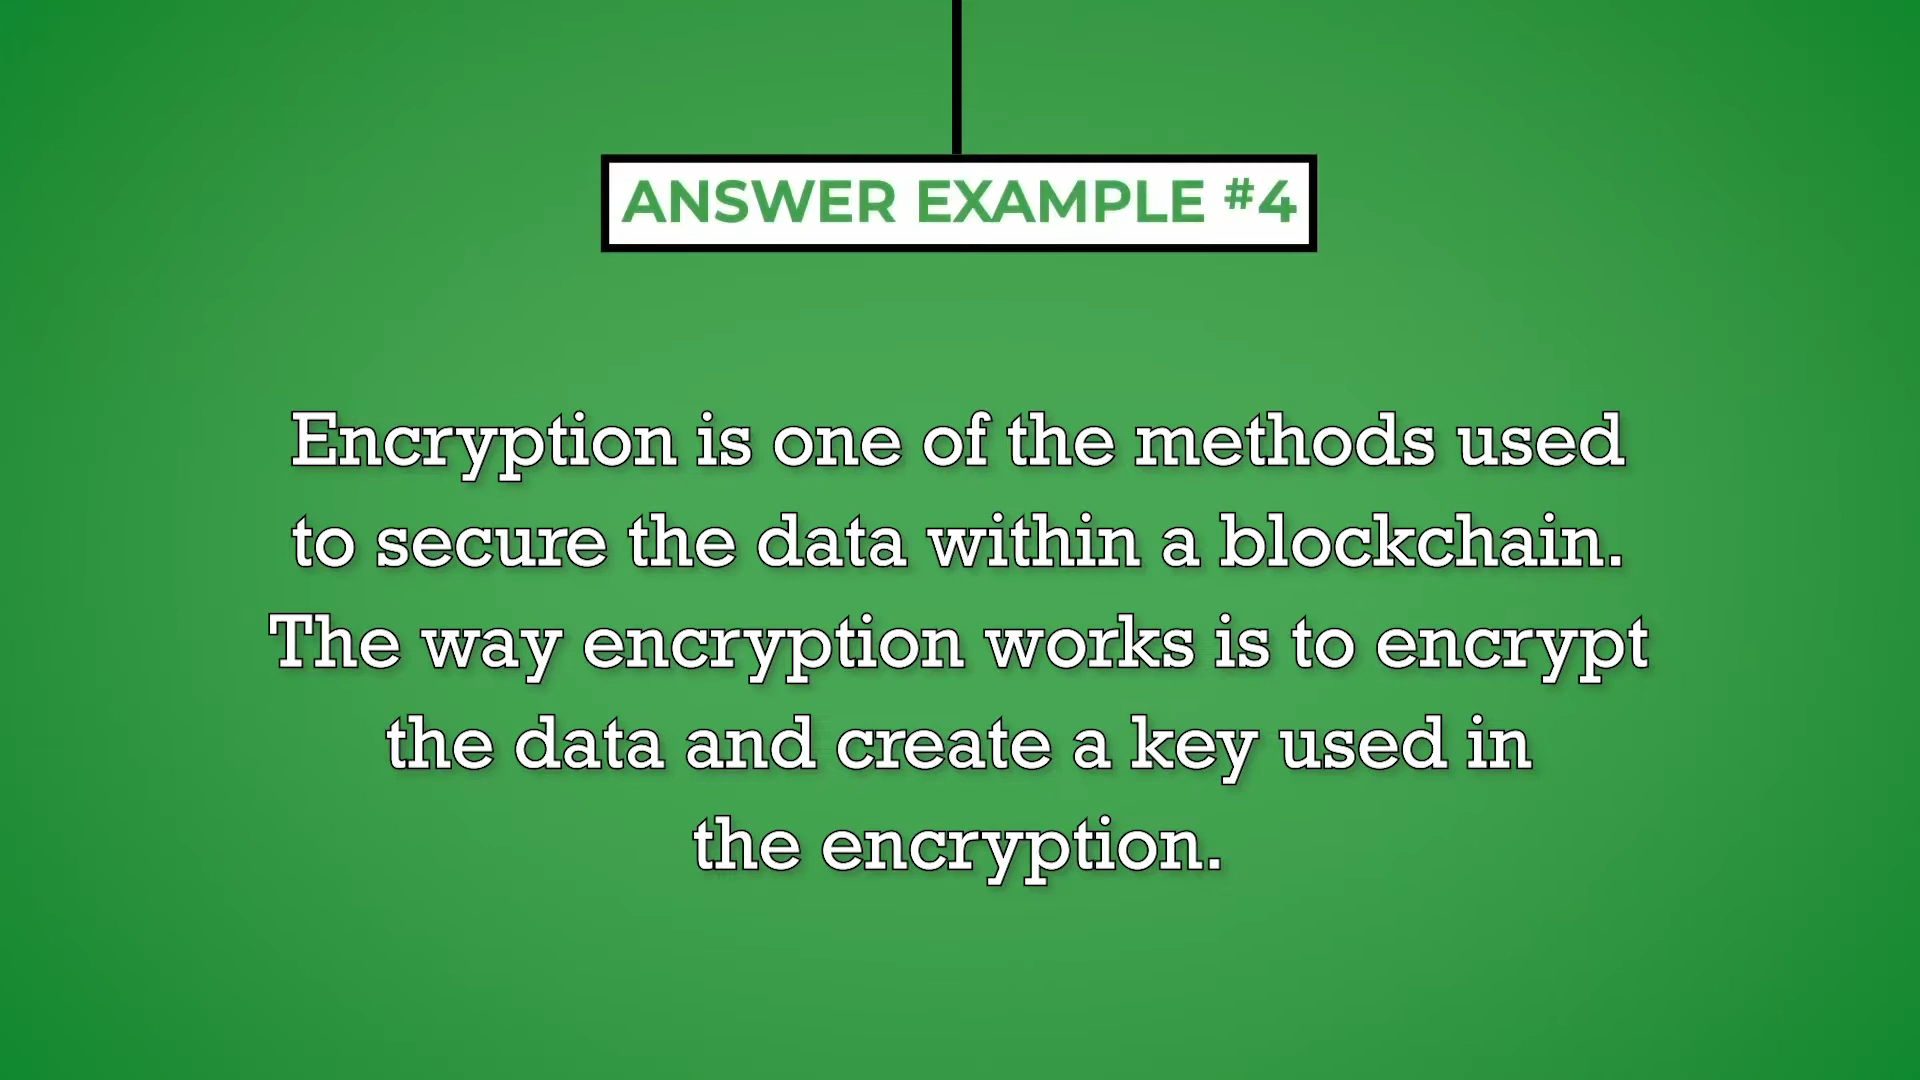 ANSWER EXAMPLE #4
Encryption is one of the methods used
to secure the data within a blockchain.
The way encryption works is to encrypt
the data and create a key used in
the encryption.